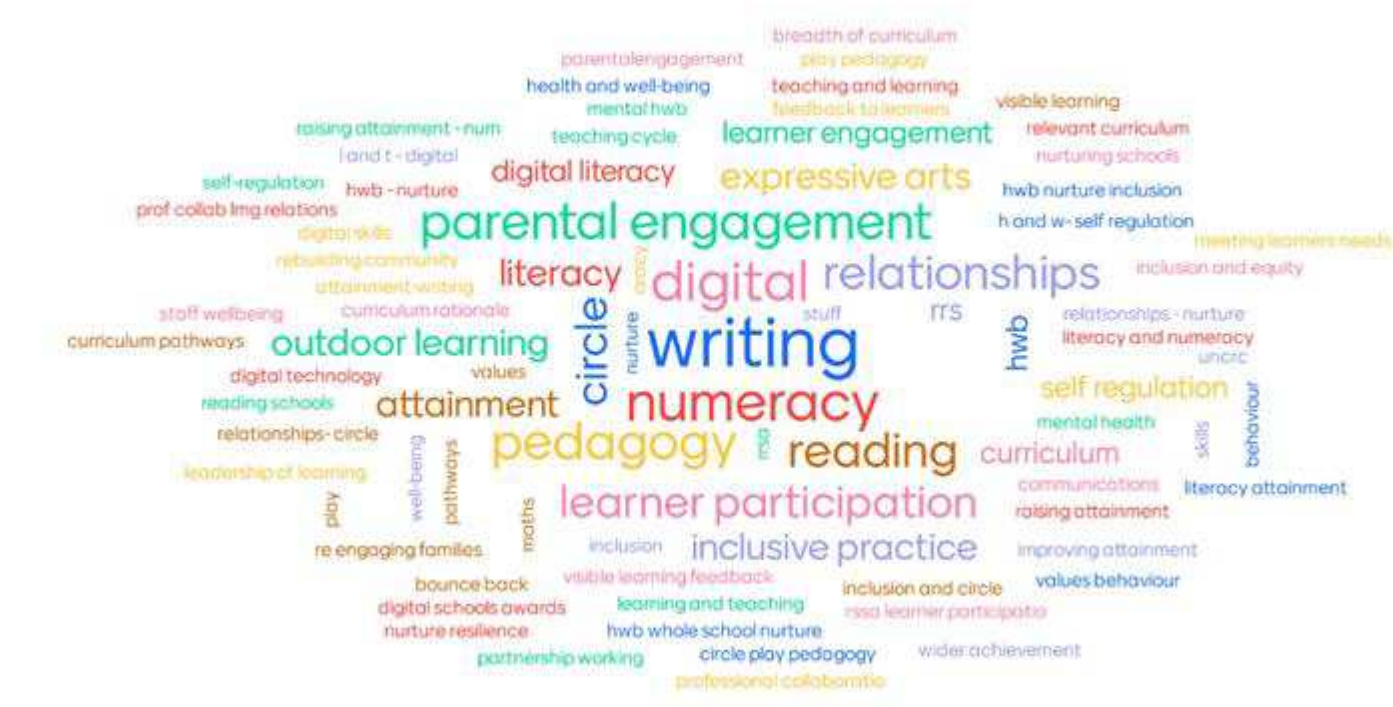 breadth of curriculum
parentalengagement
play pedagogy
health and well-being
teaching and learning
mental hwb
feedback to learners
visible learning
raising attainment - num
teaching cycle
learner engagement
relevant curriculum
l and t - digital
nurturing schools
digital literacy
expressive arts
self-regulation
hwb - nurture
hwb nurture inclusion
prof collab lrng relations
parental engagement
h and w- self regulation
digital skills
meeting learners needs
rebuilding community
literacy
digital
relationships
inclusion and equity
attainment-writing
staff wellbeing
curriculum rationale
circle
nurture
stuff
rrs
hwb
relationships - nurture
curriculum pathways
outdoor learning
writing
literacy and numeracy
uncrc
digital technology
values
self regulation
behaviour
reading schools
attainment
numeracy
mental health
relationships- circle
pedagogy
rrsa
reading
curriculum
skills
leadership of learning
well-being
pathways
communications
literacy attainment
play
maths
learner participation
raising attainment
re engaging families
inclusion
inclusive practice
improving attainment
bounce back
visible learning feedback
inclusion and circle
values behaviour
digital schools awards
learning and teaching
rssa learner participatio
nurture resilience
hwb whole school nurture
partnership working
circle play pedagogy
wider achievement
professional collaboratio